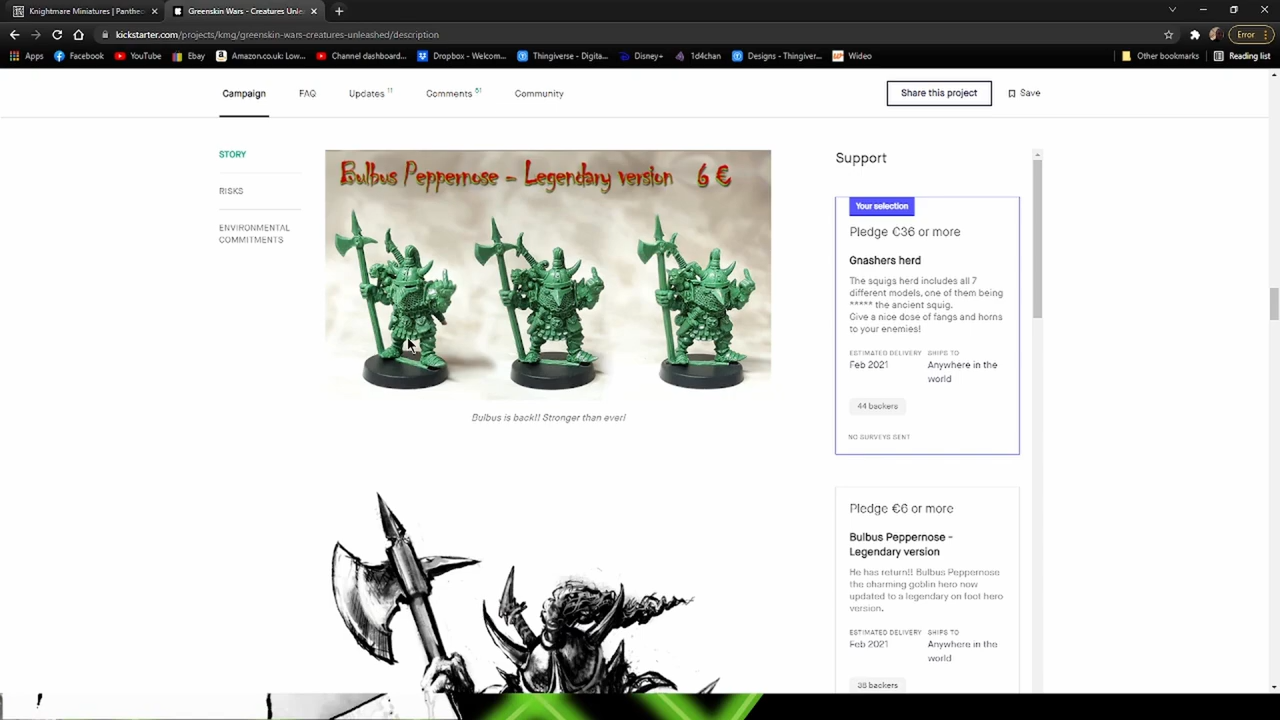 Knightmare Miniatures | Panthe
Greenskin Wars - Creatures Unle
kickstarter.com/projects/kmg/greenskin-wars-creatures-unleashed/description
Error
Apps
Facebook
YouTube
Ebay
Amazon.co.uk: Low...
Channel dashboard...
Dropbox - Welcom...
Thingiverse - Digita...
Disney+
1d4chan
Designs - Thingiver...
Wideo
Other bookmarks
Reading list
Campaign
FAQ
Updates 11
Comments 61
Community
Share this project
Save
STORY
RISKS
ENVIRONMENTAL
COMMITMENTS
Bulbus Peppernose - Legendary version 6 €
Bulbus is back!! Stronger than ever!
Support
Your selection
Pledge €36 or more
Gnashers herd
The squigs herd includes all 7
different models, one of them being
***** the ancient squig.
Give a nice dose of fangs and horns
to your enemies!
ESTIMATED DELIVERY
Feb 2021
SHIPS TO
Anywhere in the
world
44 backers
NO SURVEYS SENT
Pledge €6 or more
Bulbus Peppernose -
Legendary version
He has return!! Bulbus Peppernose
the charming goblin hero now
updated to a legendary on foot hero
version.
ESTIMATED DELIVERY
Feb 2021
SHIPS TO
Anywhere in the
world
38 backers